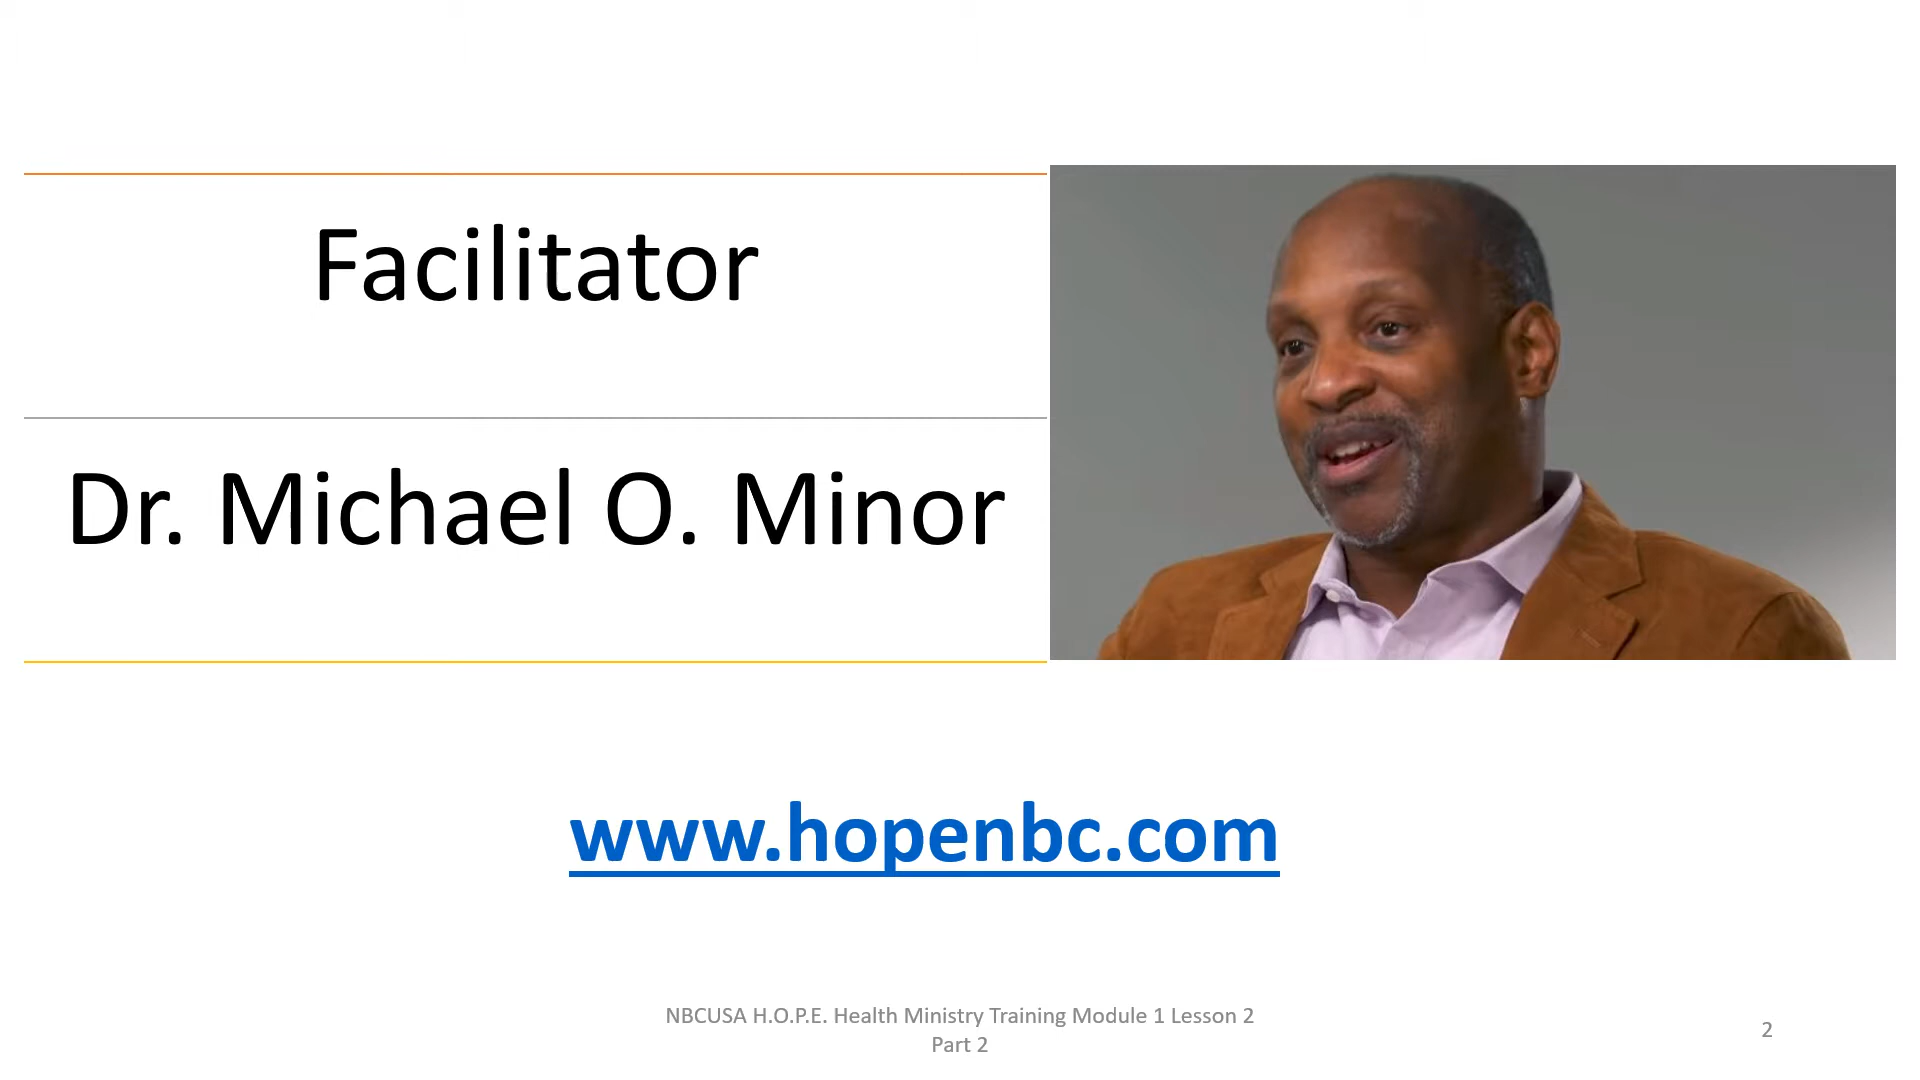 Facilitator
Dr. Michael O. Minor
www.hopenbc.com
NBCUSA H.O.P.E. Health Ministry Training Module 1 Lesson 2
Part 2
2